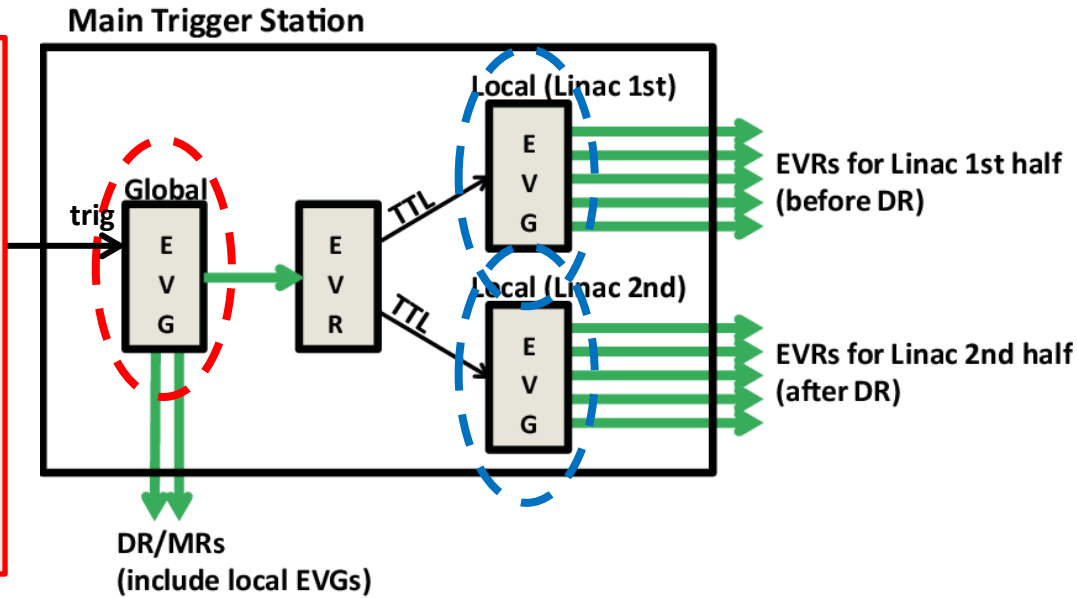 Main Trigger Station
Local (Linac 1st)
E
V
G
EVRs for Linac 1st half
(before DR)
Global
trig
E
V
G
E
V
R
TTL
TTL
Local (Linac 2nd)
E
V
G
EVRs for Linac 2nd half
(after DR)
DR/MRs
(include local EVGs)